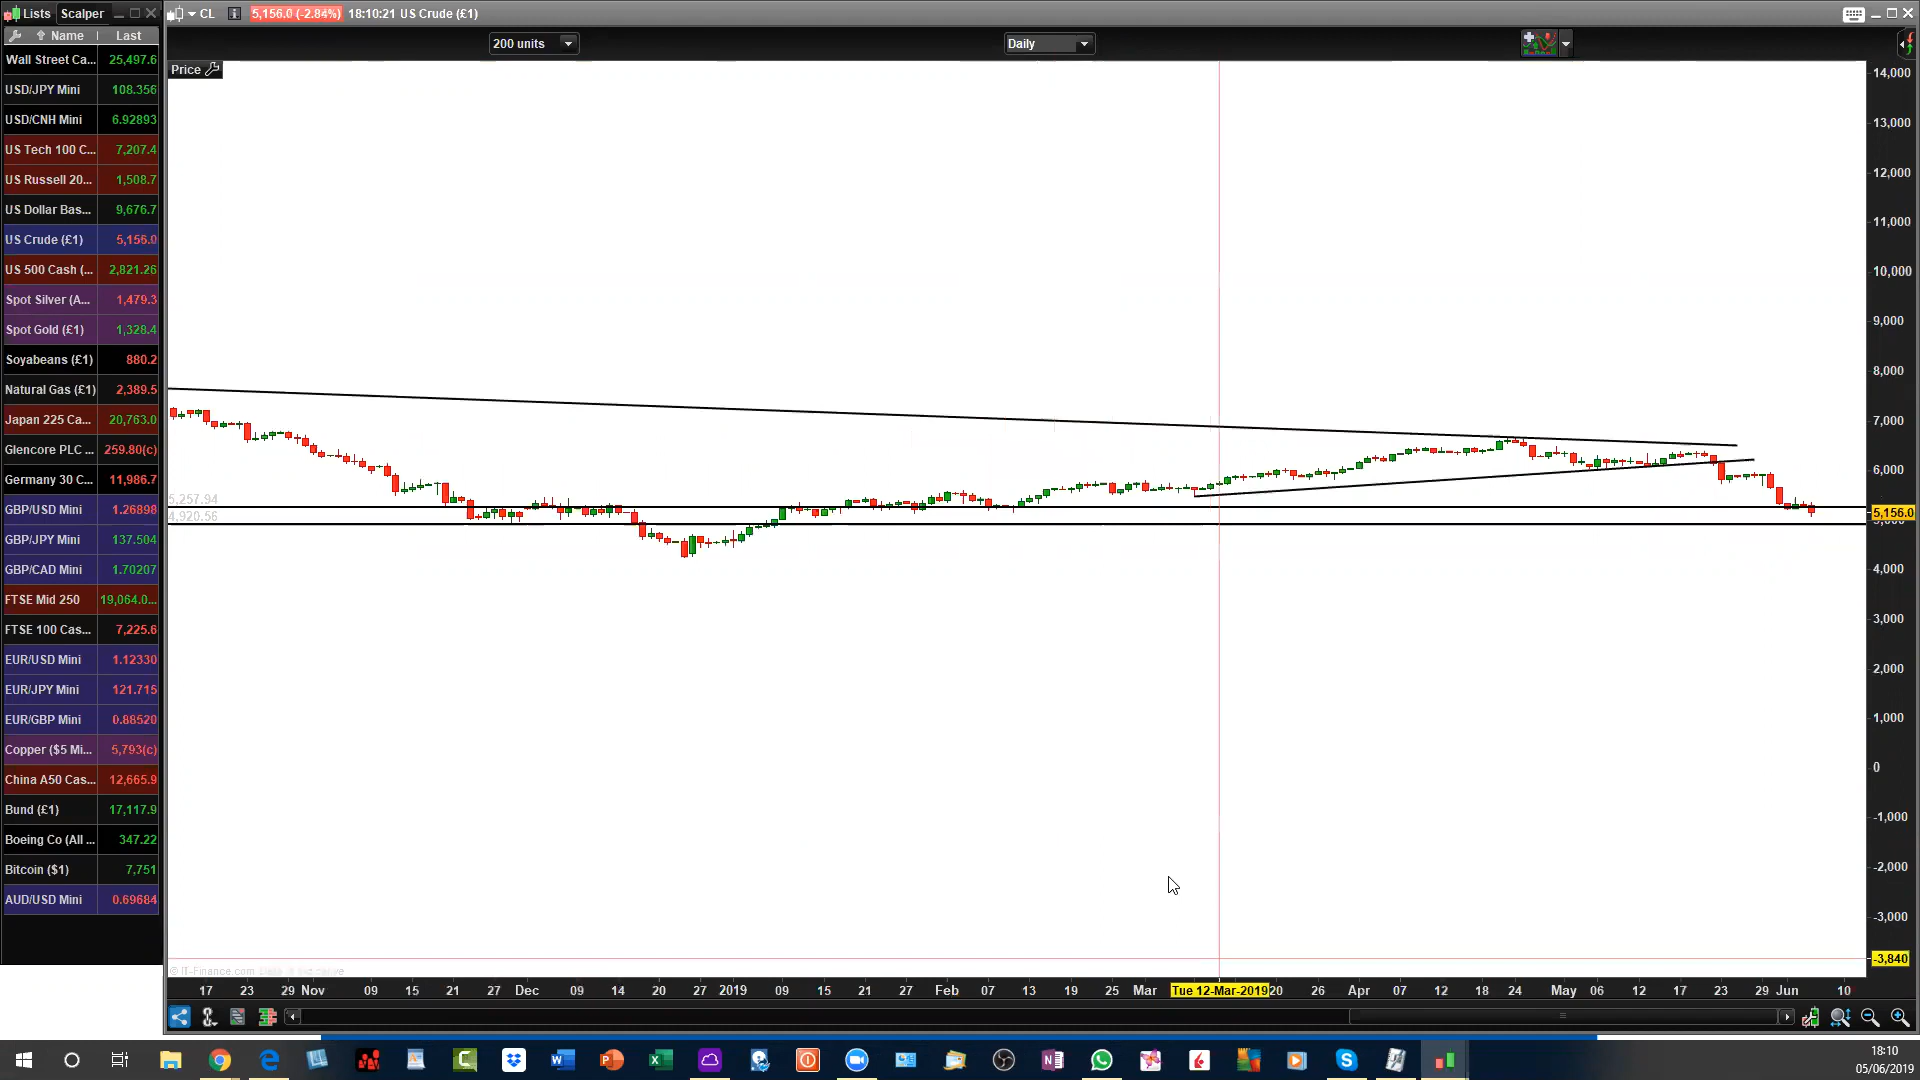 Lists Scalper
CL 5,156.0 (-2.84%) 18:10:21 US Crude (£1)
Name Last
200 units
Daily
Price
Wall Street Ca... 25,497.6
USD/JPY Mini 108.356
USD/CNH Mini 6.92893
US Tech 100 C... 7,207.4
US Russell 20... 1,508.7
US Dollar Bas... 9,676.7
US Crude (£1) 5,156.0
US 500 Cash (... 2,821.26
Spot Silver (A... 1,479.3
Spot Gold (£1) 1,328.4
Soyabeans (£1) 880.2
Natural Gas (£1) 2,389.5
Japan 225 Ca... 20,763.0
Glencore PLC ... 259.80(c)
Germany 30 C... 11,986.7
GBP/USD Mini 1.26898
GBP/JPY Mini 137.504
GBP/CAD Mini 1.70207
FTSE Mid 250 19,064.0...
FTSE 100 Cas... 7,225.6
EUR/USD Mini 1.12330
EUR/JPY Mini 121.715
EUR/GBP Mini 0.88520
Copper ($5 Mi... 5,793(c)
China A50 Cas... 12,665.9
Bund (£1) 17,117.9
Boeing Co (All ... 347.22
Bitcoin ($1) 7,751
AUD/USD Mini 0.69684
5,257.94
4,920.56
14,000
13,000
12,000
11,000
10,000
9,000
8,000
7,000
6,000
5,156.0
4,000
3,000
2,000
1,000
0
-1,000
-2,000
-3,000
-3,840
© IT-Finance.com
17 23 29 Nov 09 15 21 27 Dec 09 14 20 27 2019 09 15 21 27 Feb 07 13 19 25 Mar Tue 12-Mar-2019 20 26 Apr 07 12 18 24 May 06 12 17 23 29 Jun 10
18:10
05/06/2019